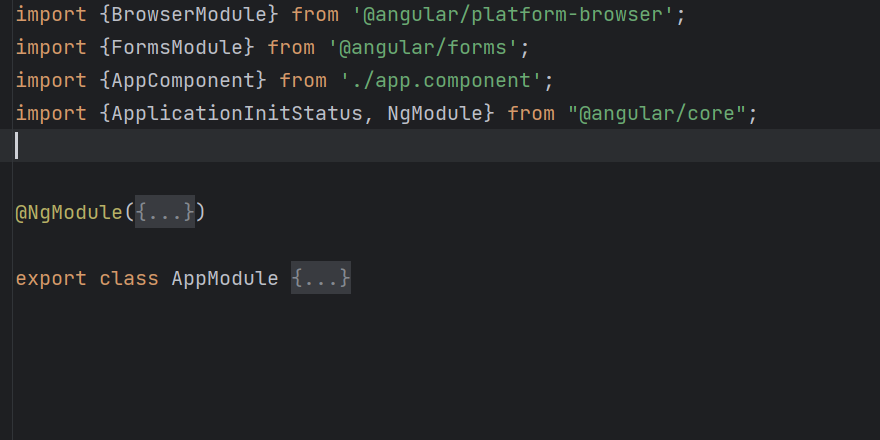 import {BrowserModule} from '@angular/platform-browser';
import {FormsModule} from '@angular/forms';
import {AppComponent} from './app.component';
import {ApplicationInitStatus, NgModule} from "@angular/core";
@NgModule({...})
export class AppModule {...}